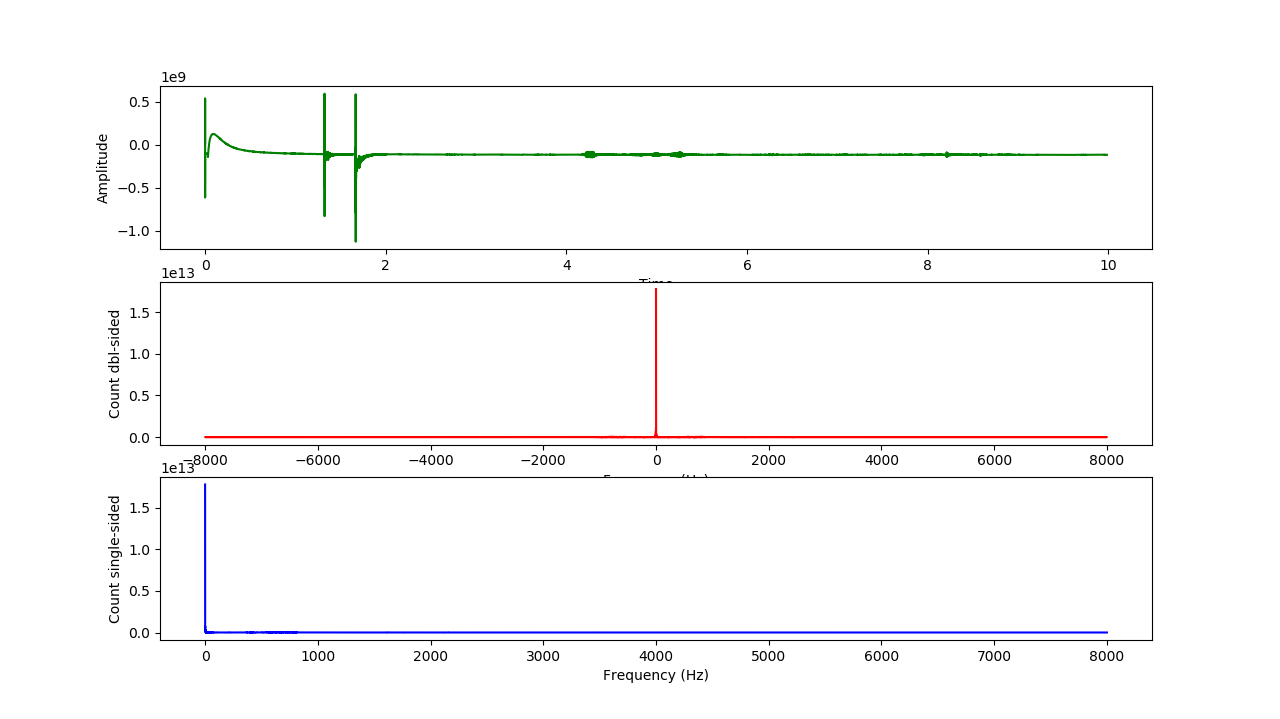 1e9
Amplitude
0.5
0.0
−0.5
−1.0
0 2 4 6 8 10
1e13
Count dbl-sided
1.5
1.0
0.5
0.0
−8000 −6000 −4000 −2000 0 2000 4000 6000 8000
1e13
Count single-sided
1.5
1.0
0.5
0.0
0 1000 2000 3000 4000 5000 6000 7000 8000
Frequency (Hz)